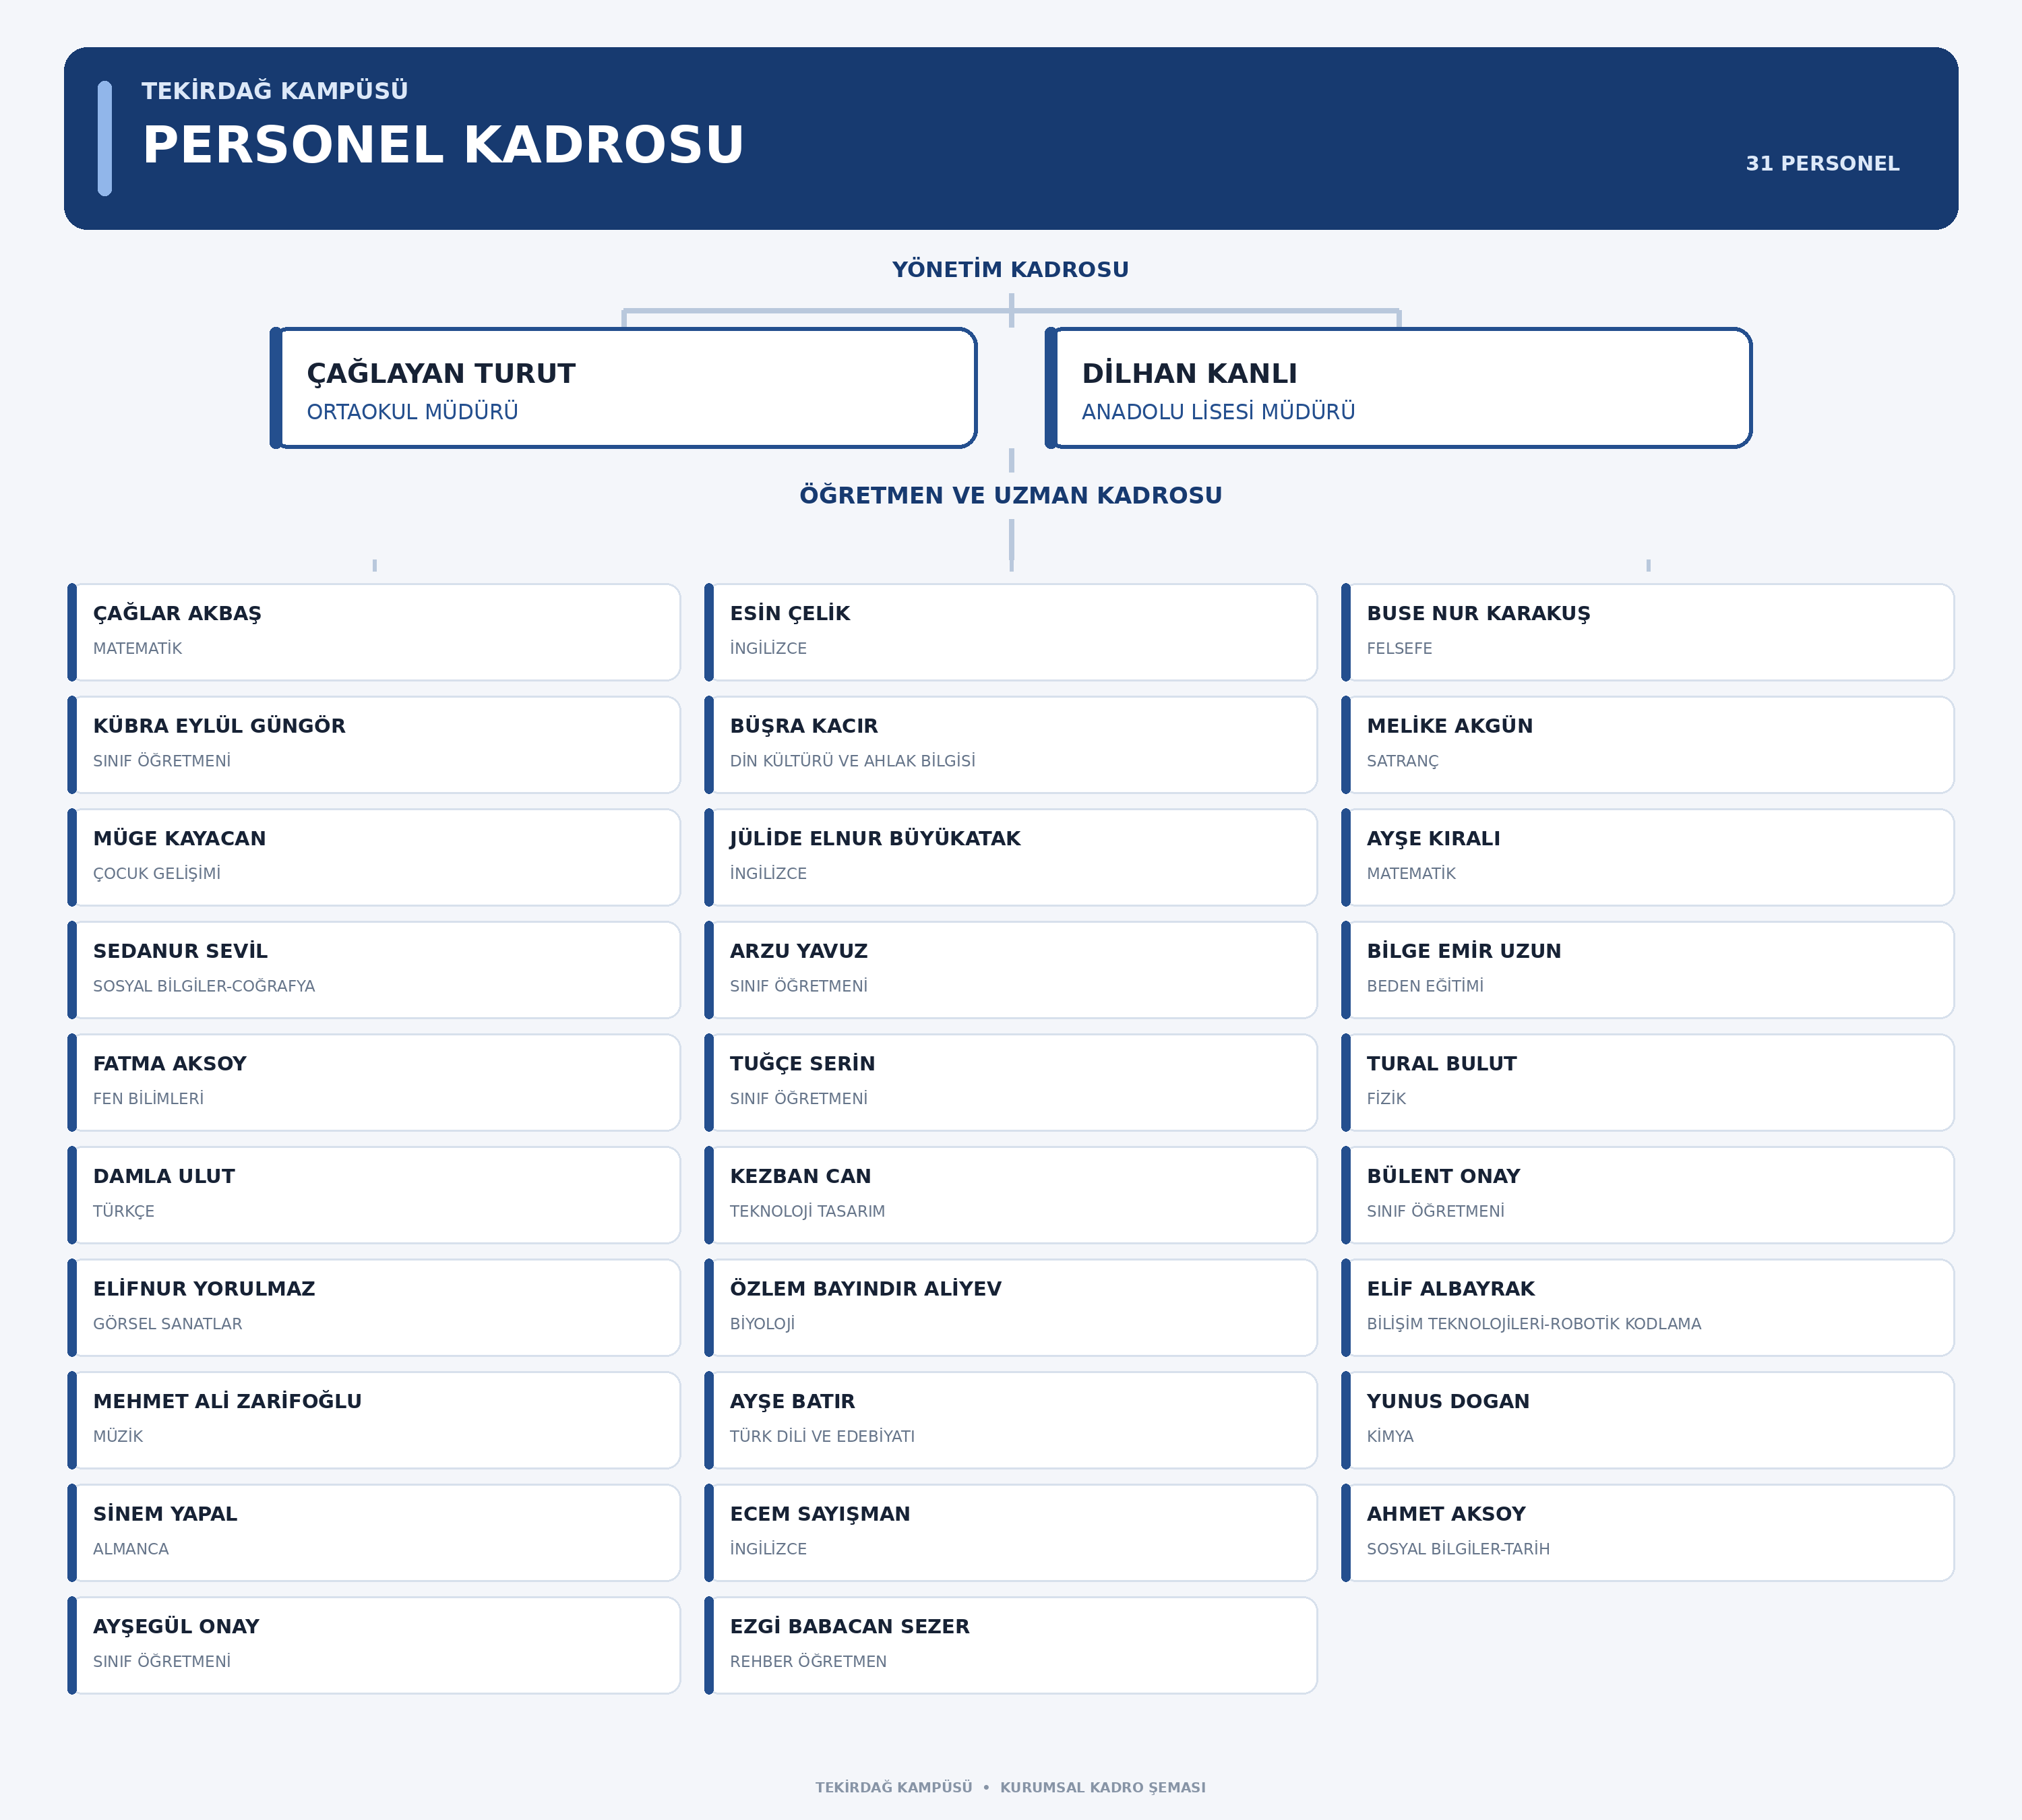 TEKİRDAĞ KAMPÜSÜ
PERSONEL KADROSU
31 PERSONEL
YÖNETİM KADROSU
ÇAĞLAYAN TURUT
ORTAOKUL MÜDÜRÜ
DİLHAN KANLI
ANADOLU LİSESİ MÜDÜRÜ
ÖĞRETMEN VE UZMAN KADROSU
ÇAĞLAR AKBAŞ
MATEMATİK
KÜBRA EYLÜL GÜNGÖR
SINIF ÖĞRETMENİ
MÜGE KAYACAN
ÇOCUK GELİŞİMİ
SEDANUR SEVİL
SOSYAL BİLGİLER-COĞRAFYA
FATMA AKSOY
FEN BİLİMLERİ
DAMLA ULUT
TÜRKÇE
ELİFNUR YORULMAZ
GÖRSEL SANATLAR
MEHMET ALİ ZARİFOĞLU
MÜZİK
SİNEM YAPAL
ALMANCA
AYŞEGÜL ONAY
SINIF ÖĞRETMENİ
ESİN ÇELİK
İNGİLİZCE
BÜŞRA KACIR
DİN KÜLTÜRÜ VE AHLAK BİLGİSİ
JÜLİDE ELNUR BÜYÜKATAK
İNGİLİZCE
ARZU YAVUZ
SINIF ÖĞRETMENİ
TUĞÇE SERİN
SINIF ÖĞRETMENİ
KEZBAN CAN
TEKNOLOJİ TASARIM
ÖZLEM BAYINDIR ALİYEV
BİYOLOJİ
AYŞE BATIR
TÜRK DİLİ VE EDEBİYATI
ECEM SAYIŞMAN
İNGİLİZCE
EZGİ BABACAN SEZER
REHBER ÖĞRETMEN
BUSE NUR KARAKUŞ
FELSEFE
MELİKE AKGÜN
SATRANÇ
AYŞE KIRALI
MATEMATİK
BİLGE EMİR UZUN
BEDEN EĞİTİMİ
TURAL BULUT
FİZİK
BÜLENT ONAY
SINIF ÖĞRETMENİ
ELİF ALBAYRAK
BİLİŞİM TEKNOLOJİLERİ-ROBOTİK KODLAMA
YUNUS DOGAN
KİMYA
AHMET AKSOY
SOSYAL BİLGİLER-TARİH
TEKİRDAĞ KAMPÜSÜ • KURUMSAL KADRO ŞEMASI